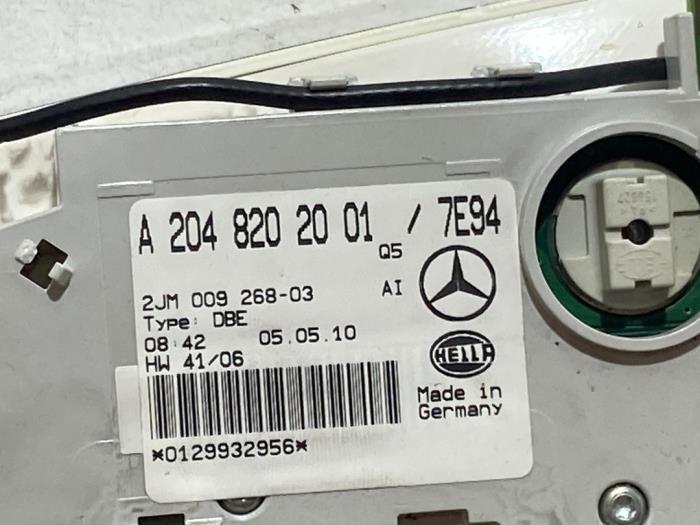 A 204 820 20 01 / 7E94
Q5
2JM 009 268-03 AI
Type: DBE
08:42 05.05.10
HW 41/06
HELLA
Made in
Germany
*0129932956*